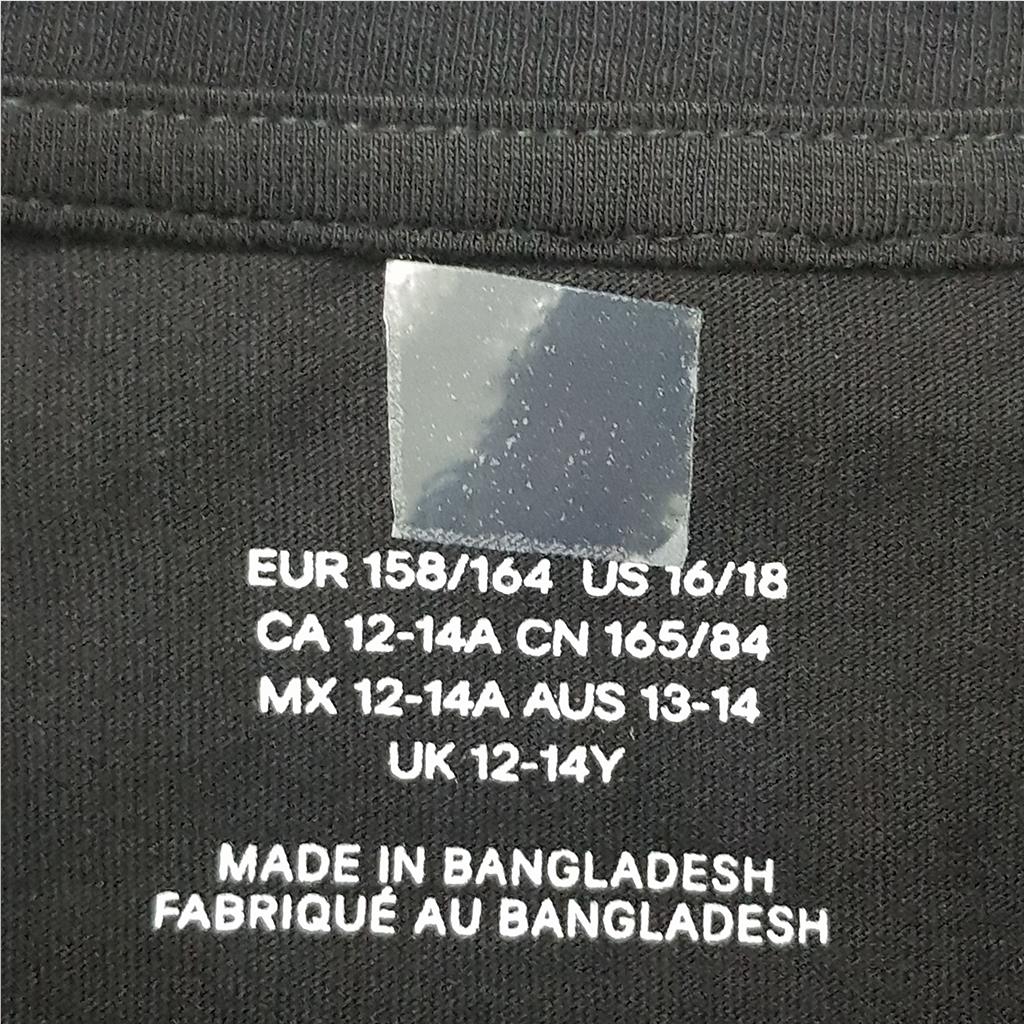 EUR 158/164 US 16/18
CA 12-14A CN 165/84
MX 12-14A AUS 13-14
UK 12-14Y
MADE IN BANGLADESH
FABRIQUÉ AU BANGLADESH